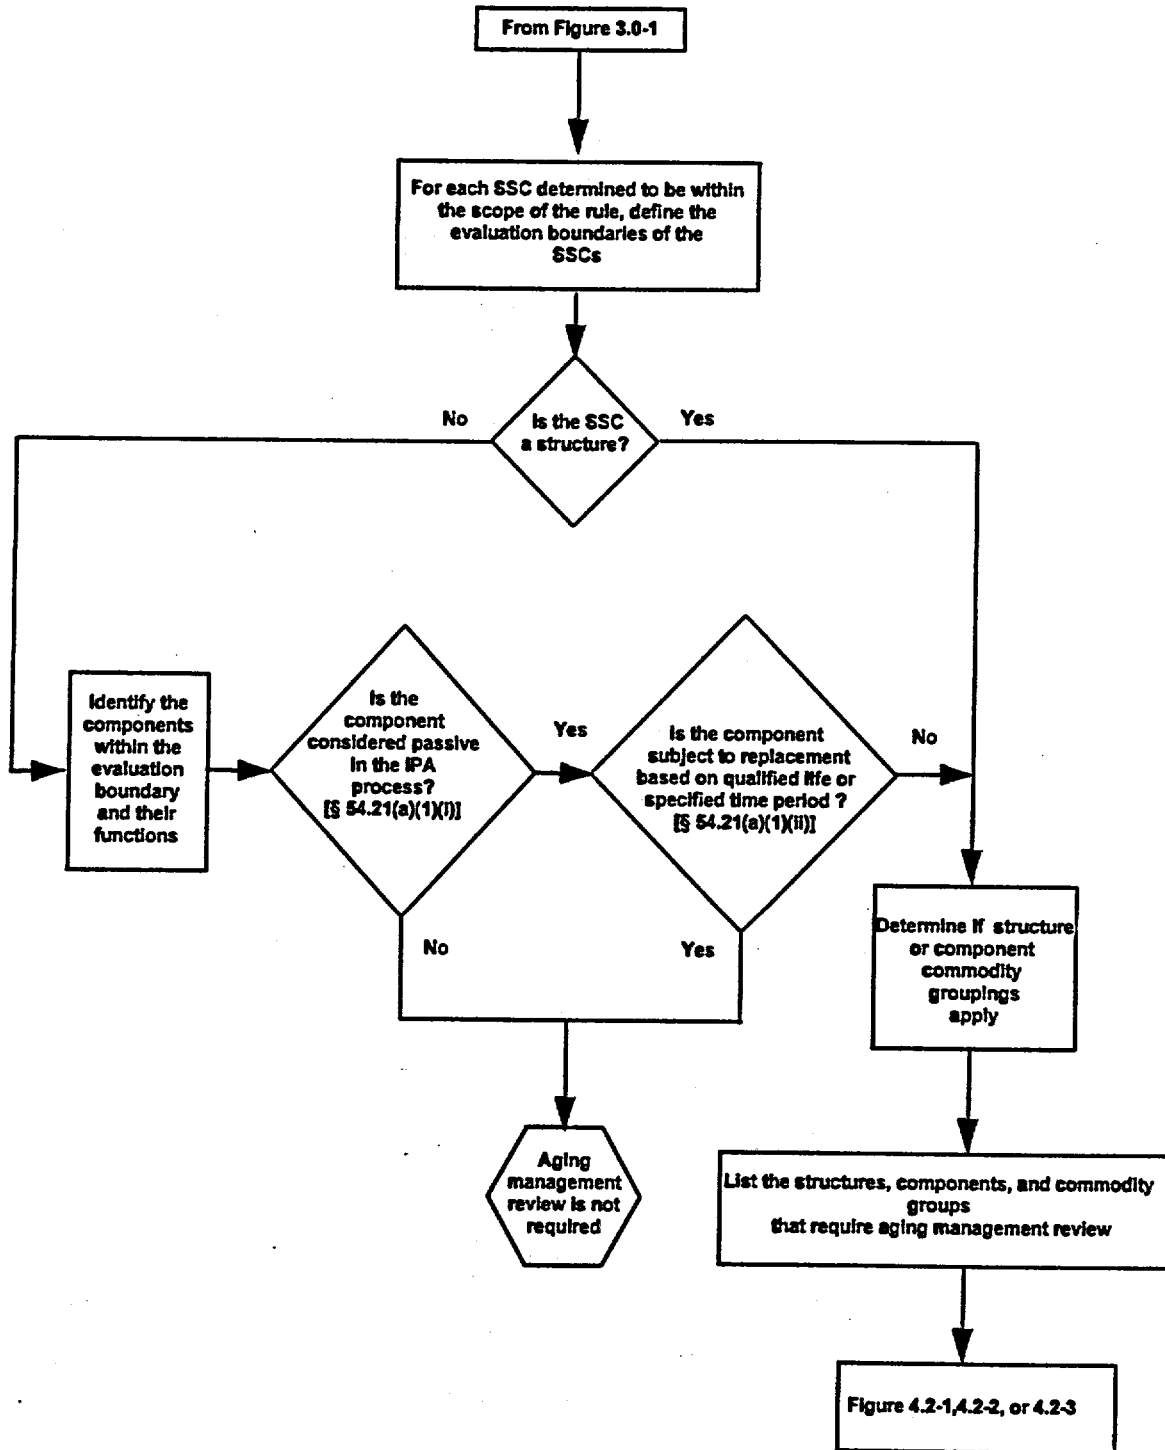 From Figure 3.0-1
For each SSC determined to be within
the scope of the rule, define the
evaluation boundaries of the
SSCs
No
Is the SSC
a structure?
Yes
Identify the
components
within the
evaluation
boundary
and their
functions
Is the
component
considered passive
in the IPA
process?
[§ 54.21(a)(1)(i)]
Yes
Is the component
subject to replacement
based on qualified life or
specified time period ?
[§ 54.21(a)(1)(ii)]
No
No
Yes
Determine if structure
or component
commodity
groupings
apply
Aging
management
review is not
required
List the structures, components, and commodity
groups
that require aging management review
Figure 4.2-1,4.2-2, or 4.2-3